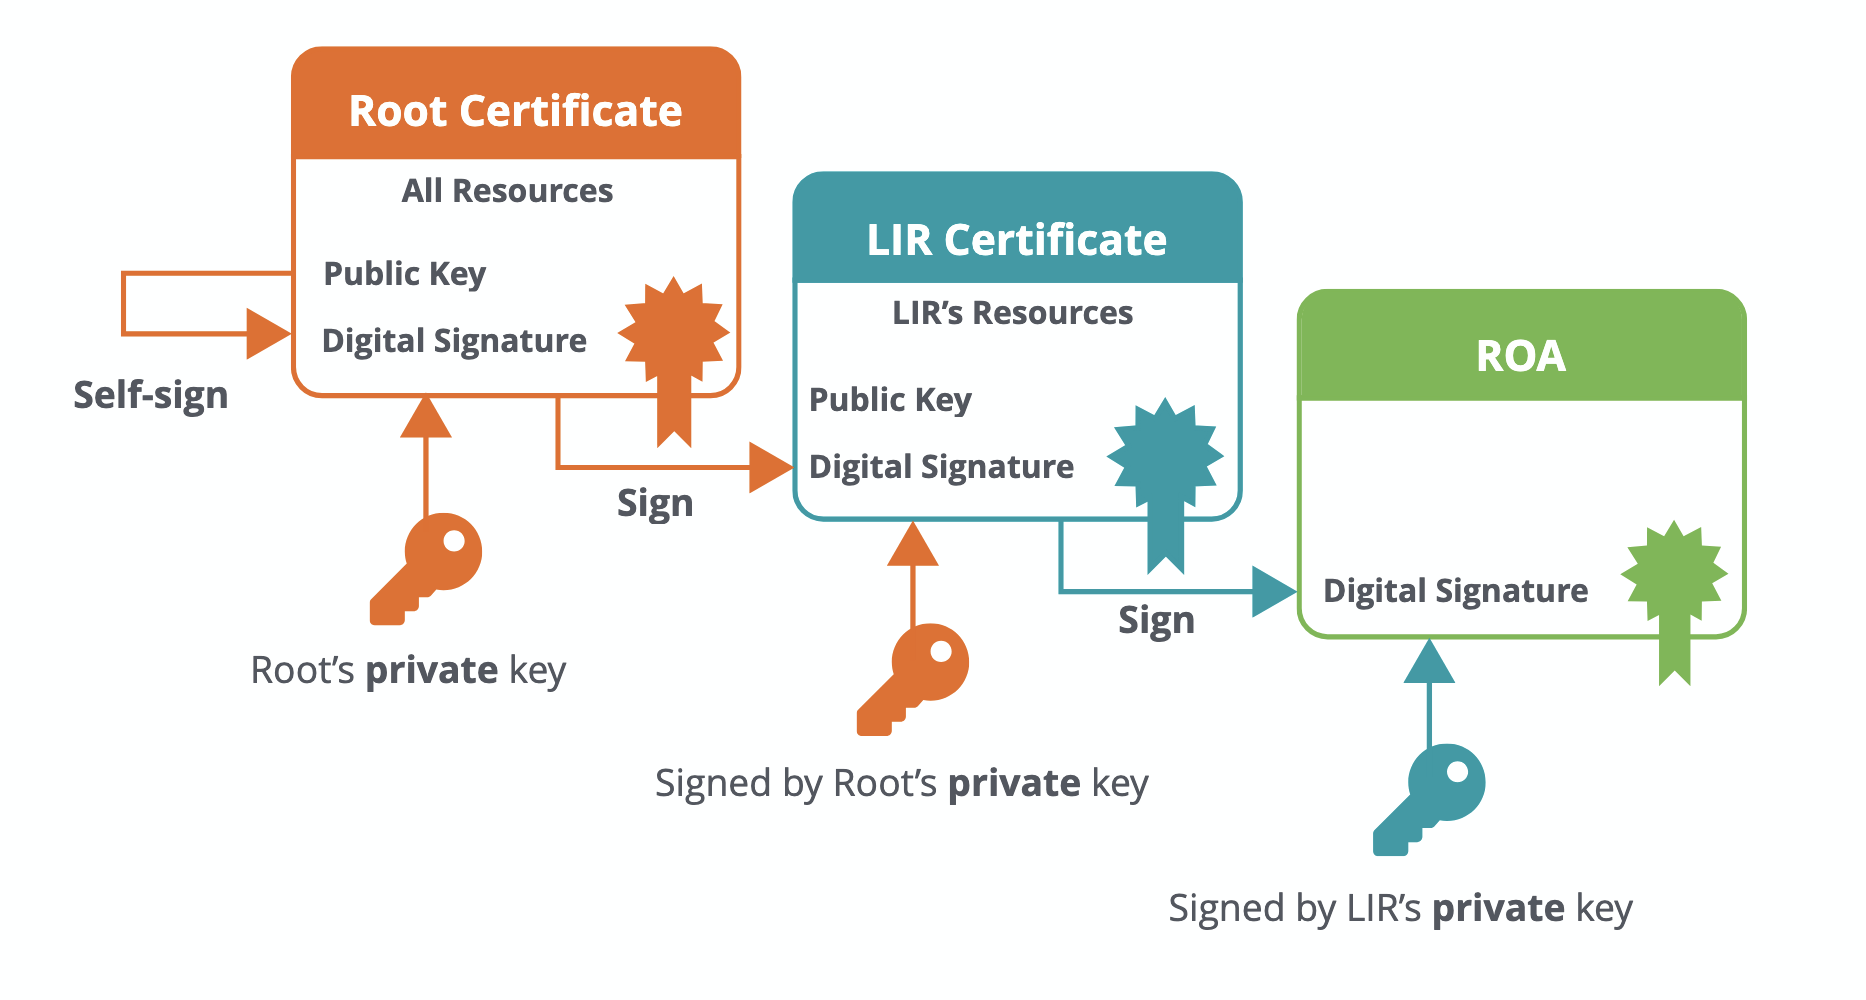 Root Certificate
All Resources
Public Key
Digital Signature
Self-sign
Root’s private key
Sign
LIR Certificate
LIR’s Resources
Public Key
Digital Signature
Signed by Root’s private key
Sign
ROA
Digital Signature
Signed by LIR’s private key